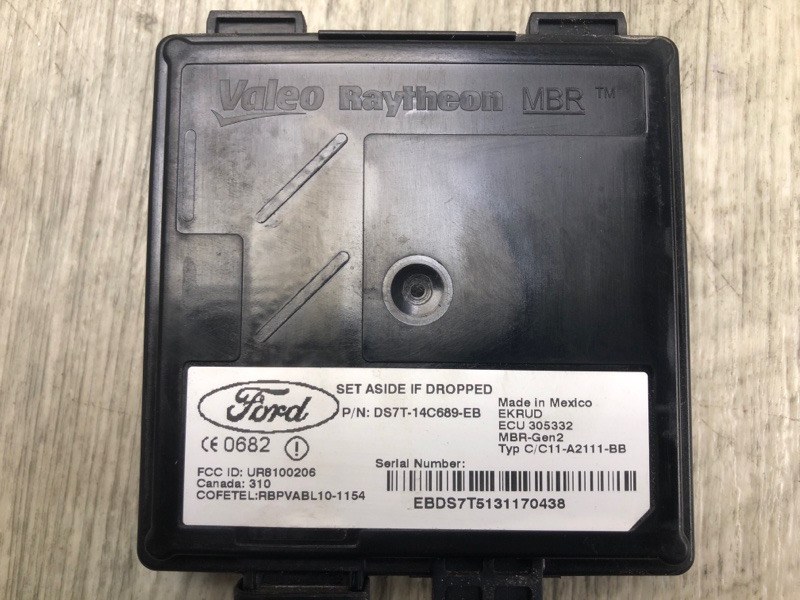 Valeo Raytheon MBR ™
SET ASIDE IF DROPPED
Ford
P/N: DS7T-14C689-EB
Made in Mexico
EKRUD
ECU 305332
MBR-Gen2
Typ C/C11-A2111-BB
CE 0682 !
FCC ID: UR8100206
Canada: 310
COFETEL:RBPVABL10-1154
Serial Number:
EBDS7T5131170438